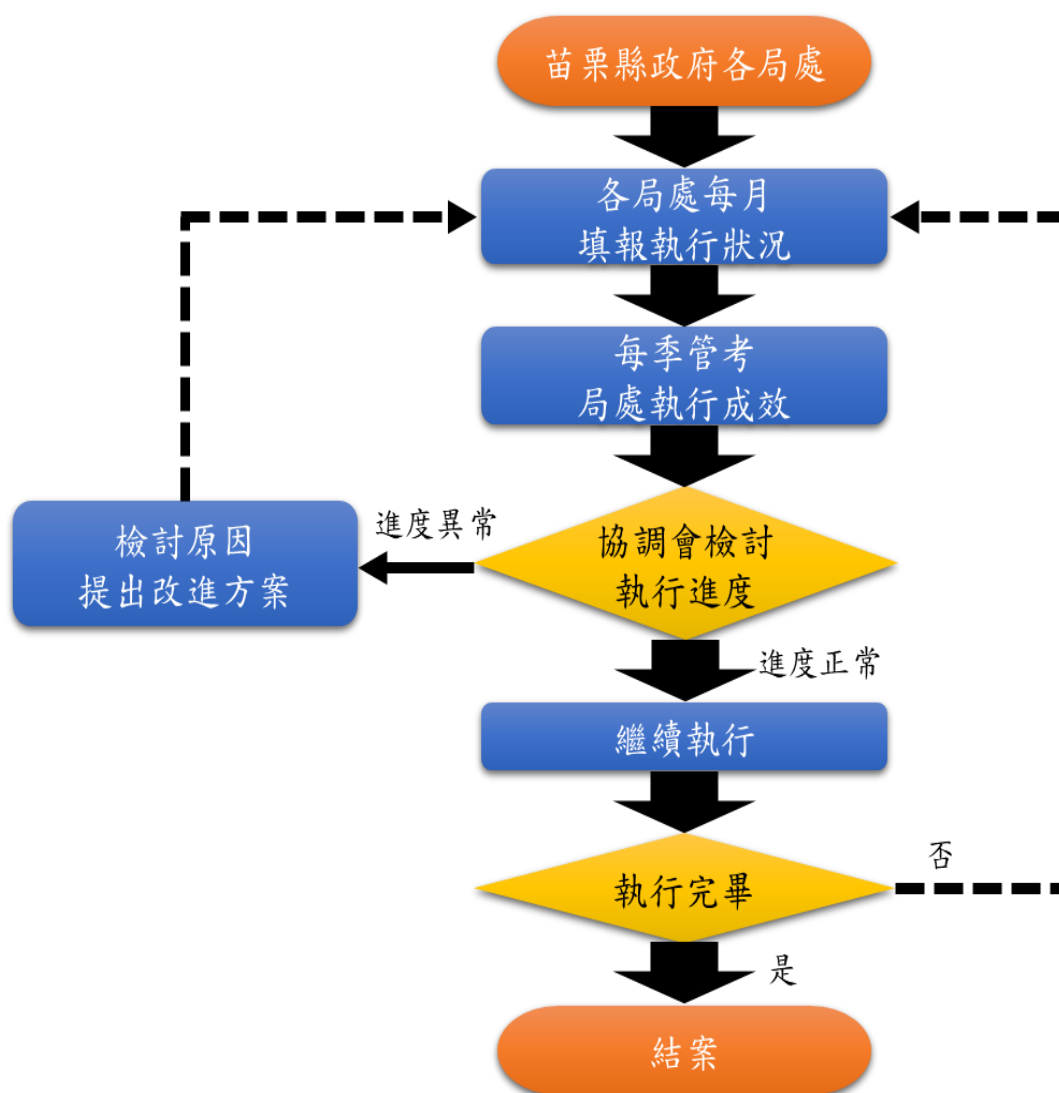 苗栗縣政府各局處
各局處每月
填報執行狀況
每季管考
局處執行成效
協調會檢討
執行進度
進度異常
檢討原因
提出改進方案
進度正常
繼續執行
執行完畢
否
是
結案